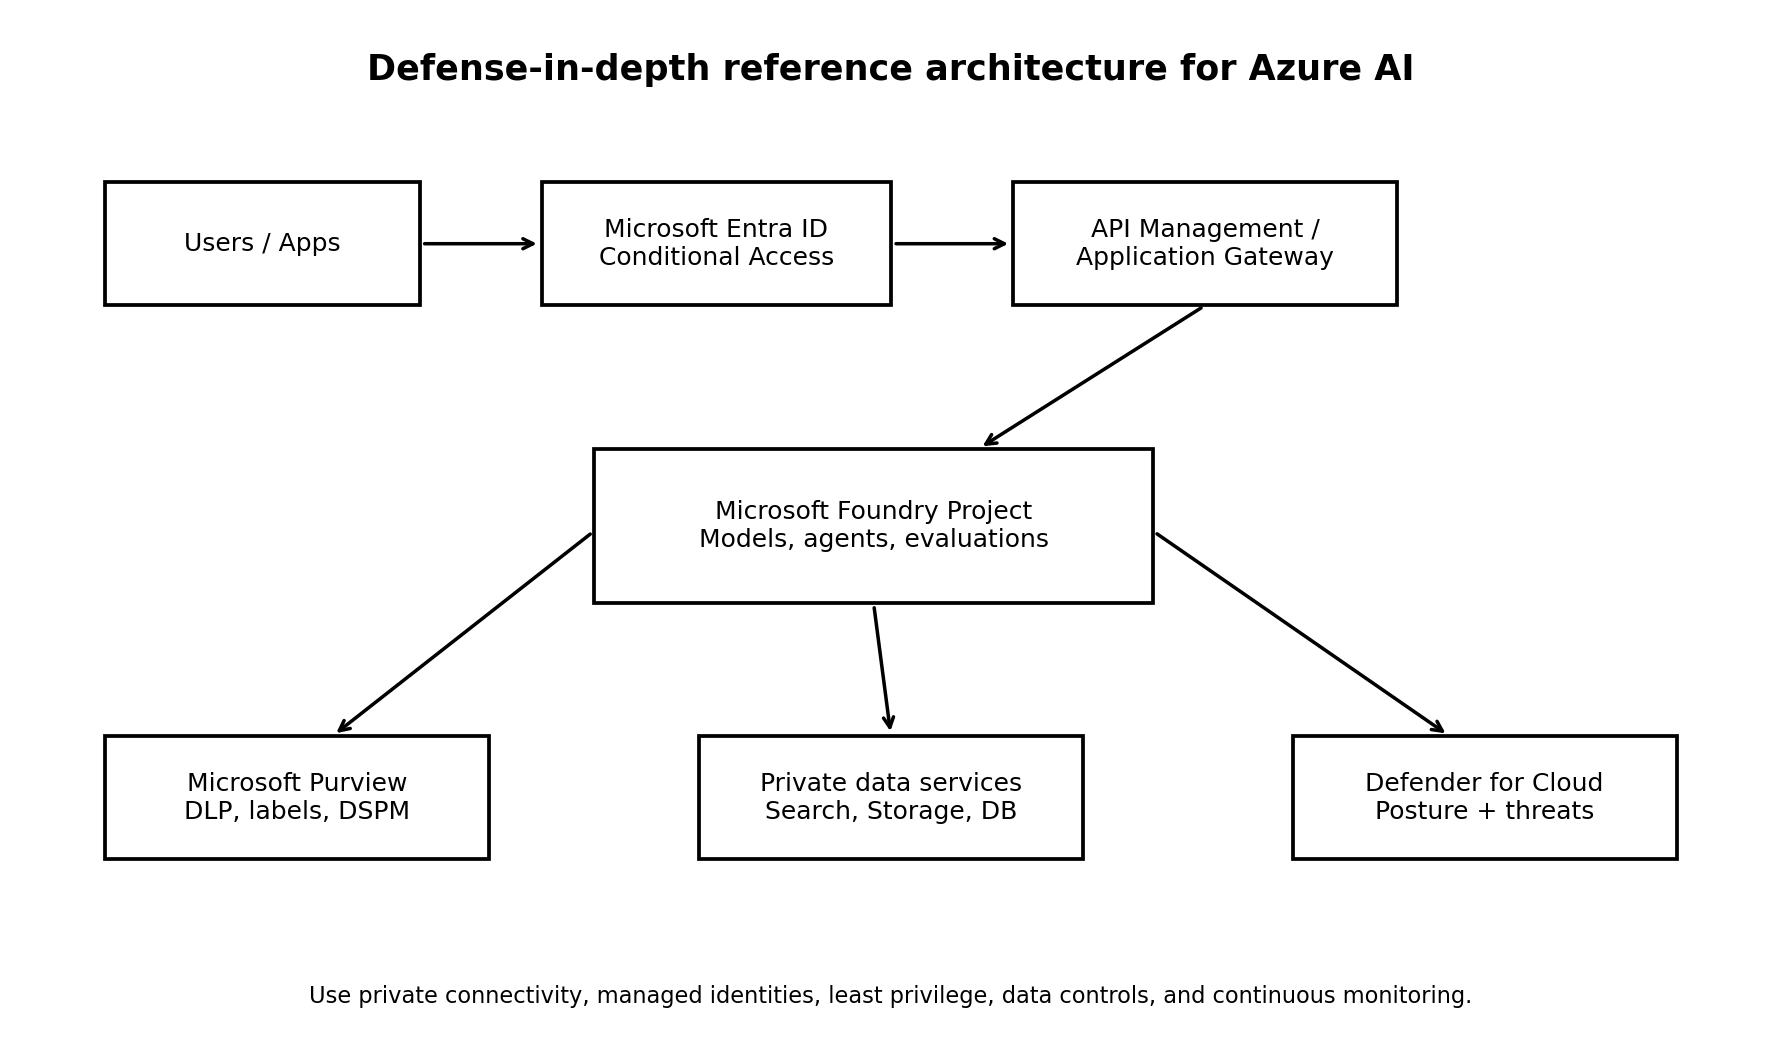 Defense-in-depth reference architecture for Azure AI
Users / Apps
Microsoft Entra ID
Conditional Access
API Management /
Application Gateway
Microsoft Foundry Project
Models, agents, evaluations
Microsoft Purview
DLP, labels, DSPM
Private data services
Search, Storage, DB
Defender for Cloud
Posture + threats
Use private connectivity, managed identities, least privilege, data controls, and continuous monitoring.